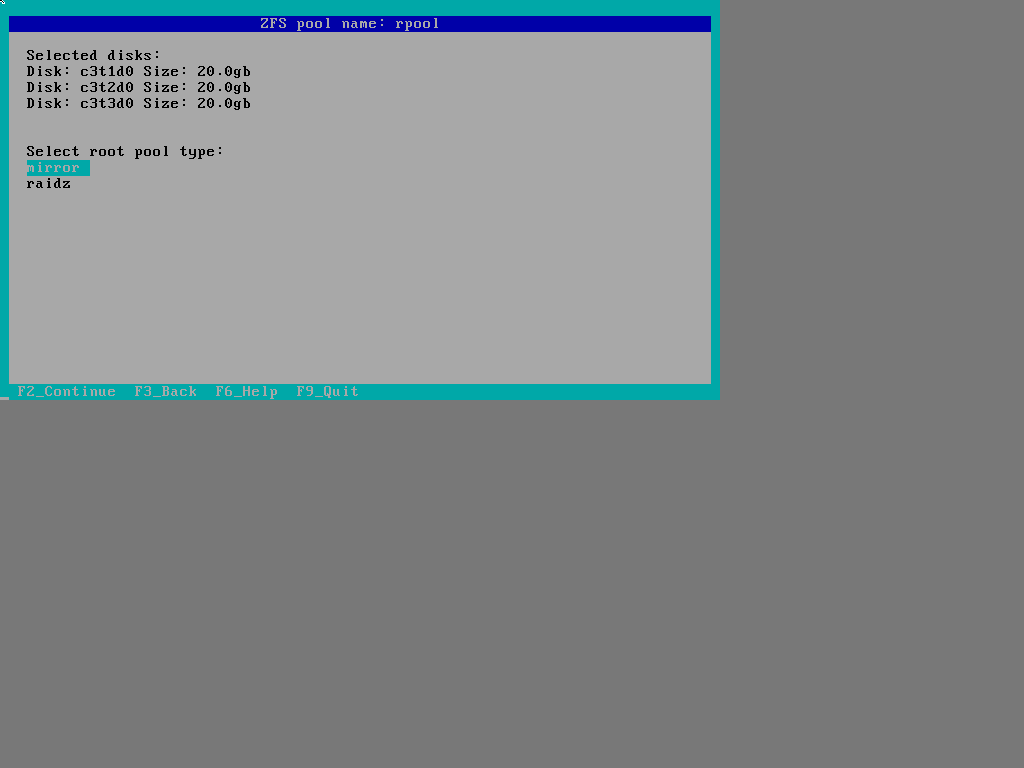 ZFS pool name: rpool
Selected disks:
Disk: c3t1d0 Size: 20.0gb
Disk: c3t2d0 Size: 20.0gb
Disk: c3t3d0 Size: 20.0gb
Select root pool type:
mirror
raidz
F2_Continue F3_Back F6_Help F9_Quit